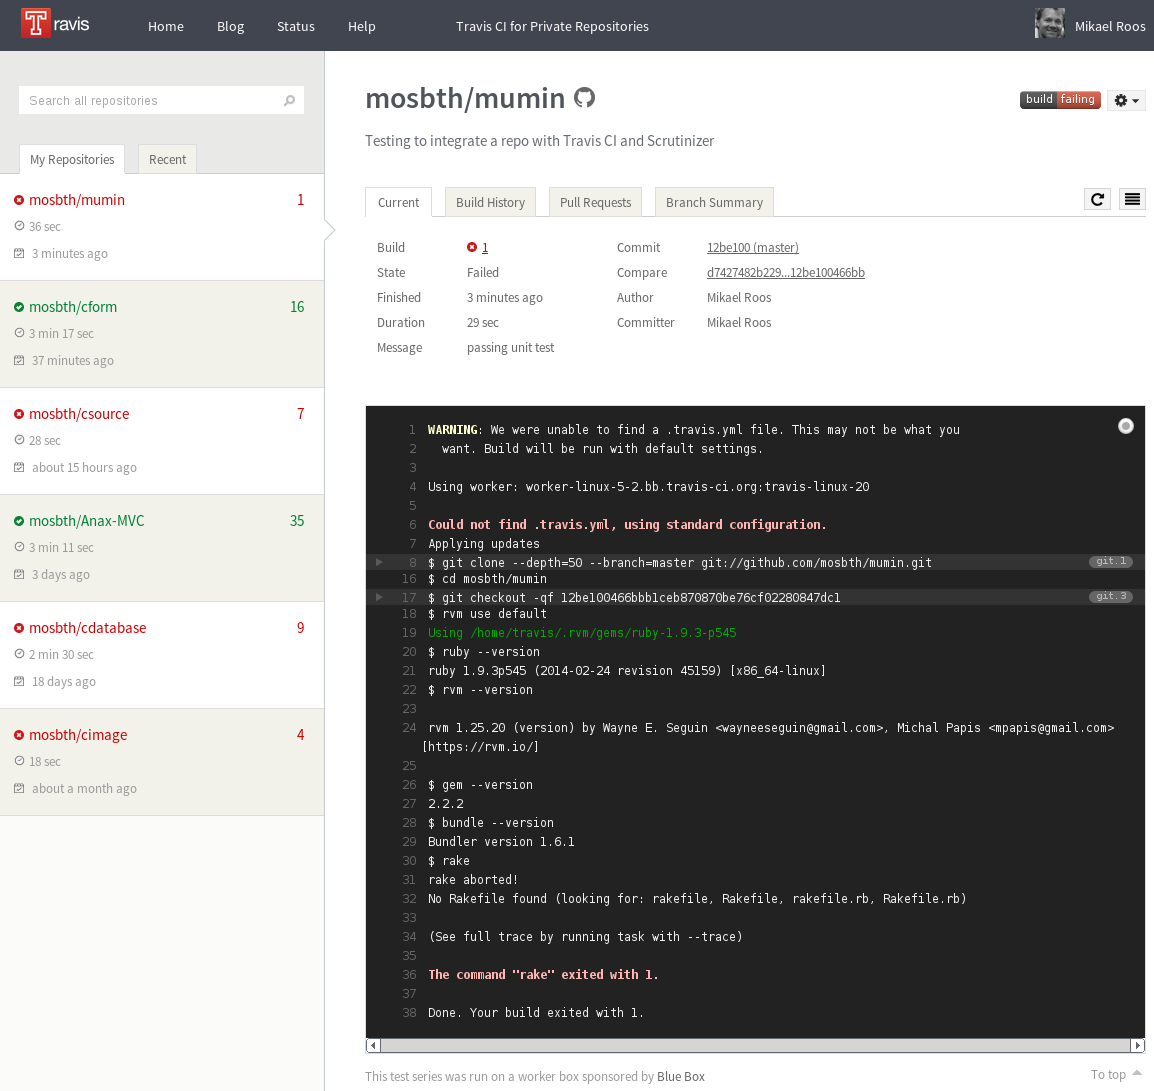 Travis
Home Blog Status Help Travis CI for Private Repositories Mikael Roos
Search all repositories
My Repositories Recent
mosbth/mumin 1
36 sec
3 minutes ago
mosbth/cform 16
3 min 17 sec
37 minutes ago
mosbth/csource 7
28 sec
about 15 hours ago
mosbth/Anax-MVC 35
3 min 11 sec
3 days ago
mosbth/cdatabase 9
2 min 30 sec
18 days ago
mosbth/cimage 4
18 sec
about a month ago
mosbth/mumin
build failing
Testing to integrate a repo with Travis CI and Scrutinizer
Current Build History Pull Requests Branch Summary
Build 1 Commit 12be100 (master)
State Failed Compare d7427482b229...12be100466bb
Finished 3 minutes ago Author Mikael Roos
Duration 29 sec Committer Mikael Roos
Message passing unit test
1 WARNING: We were unable to find a .travis.yml file. This may not be what you
2 want. Build will be run with default settings.
3
4 Using worker: worker-linux-5-2.bb.travis-ci.org:travis-linux-20
5
6 Could not find .travis.yml, using standard configuration.
7 Applying updates
8 $ git clone --depth=50 --branch=master git://github.com/mosbth/mumin.git git.1
16 $ cd mosbth/mumin
17 $ git checkout -qf 12be100466bbb1ceb870870be76cf02280847dc1 git.3
18 $ rvm use default
19 Using /home/travis/.rvm/gems/ruby-1.9.3-p545
20 $ ruby --version
21 ruby 1.9.3p545 (2014-02-24 revision 45159) [x86_64-linux]
22 $ rvm --version
23
24 rvm 1.25.20 (version) by Wayne E. Seguin <wayneeseguin@gmail.com>, Michal Papis <mpapis@gmail.com>
[https://rvm.io/]
25
26 $ gem --version
27 2.2.2
28 $ bundle --version
29 Bundler version 1.6.1
30 $ rake
31 rake aborted!
32 No Rakefile found (looking for: rakefile, Rakefile, rakefile.rb, Rakefile.rb)
33
34 (See full trace by running task with --trace)
35
36 The command "rake" exited with 1.
37
38 Done. Your build exited with 1.
This test series was run on a worker box sponsored by Blue Box
To top